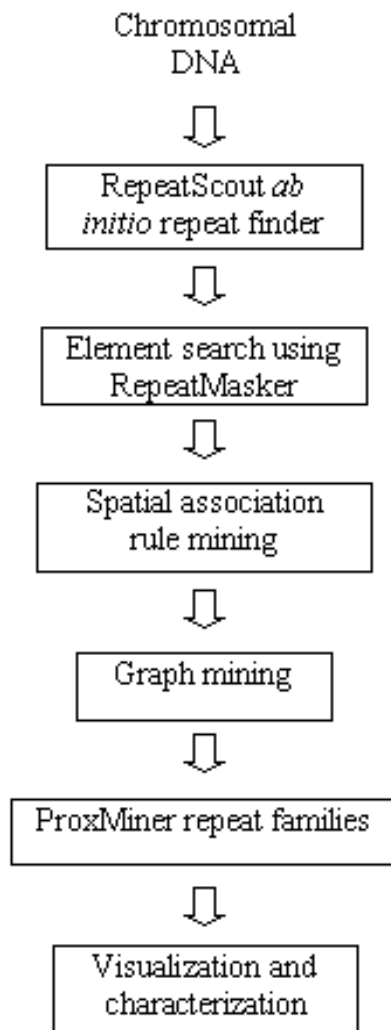 Chromosomal
DNA
RepeatScout ab
initio repeat finder
Element search using
RepeatMasker
Spatial association
rule mining
Graph mining
ProxMiner repeat families
Visualization and
characterization